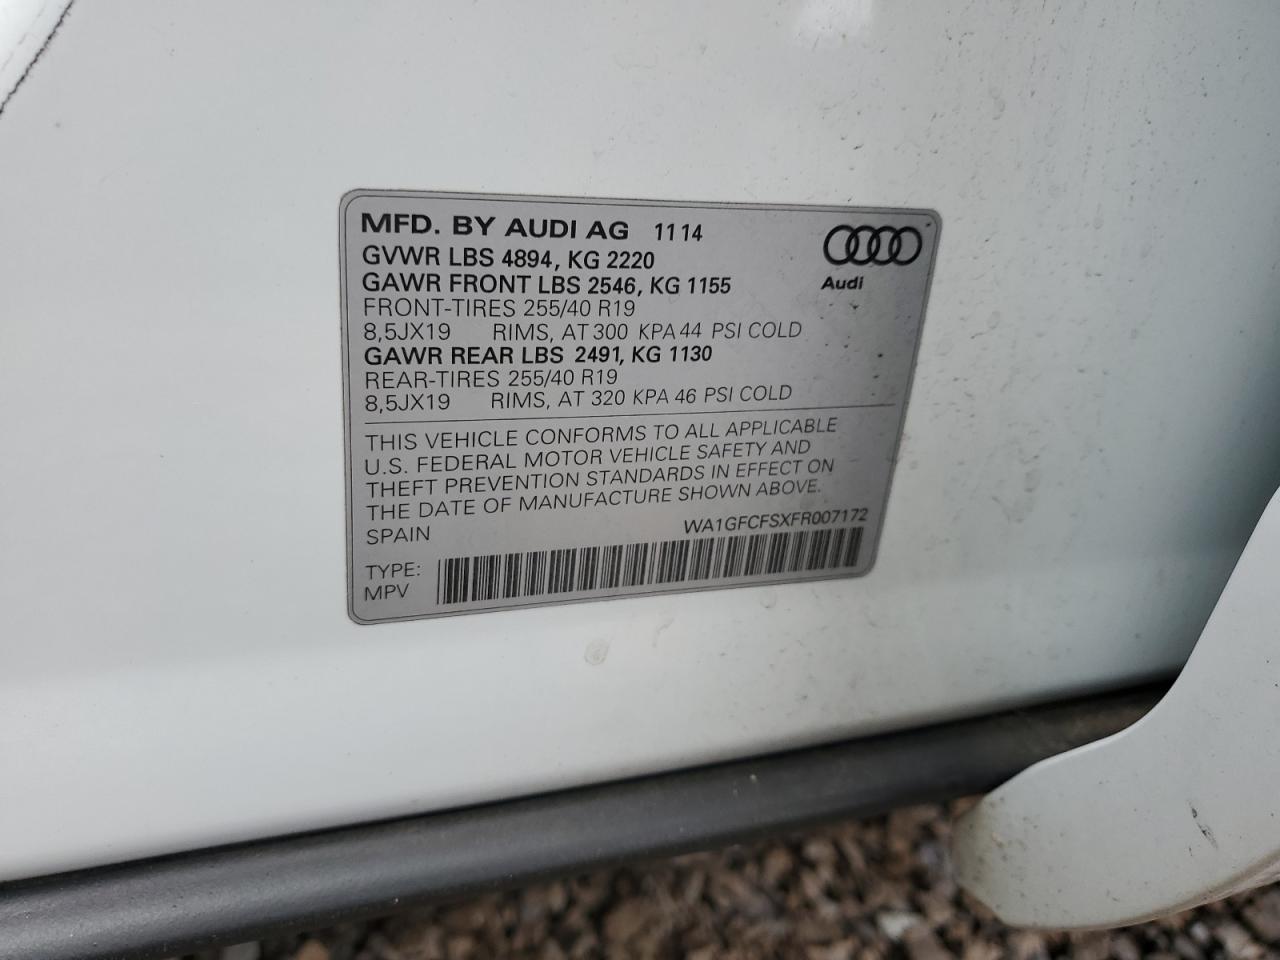 MFD. BY AUDI AG 1114
GVWR LBS 4894, KG 2220
GAWR FRONT LBS 2546, KG 1155
FRONT-TIRES 255/40 R19
8,5JX19 RIMS, AT 300 KPA 44 PSI COLD
GAWR REAR LBS 2491, KG 1130
REAR-TIRES 255/40 R19
8,5JX19 RIMS, AT 320 KPA 46 PSI COLD
Audi
THIS VEHICLE CONFORMS TO ALL APPLICABLE
U.S. FEDERAL MOTOR VEHICLE SAFETY AND
THEFT PREVENTION STANDARDS IN EFFECT ON
THE DATE OF MANUFACTURE SHOWN ABOVE.
SPAIN WA1GFCFSXFR007172
TYPE:
MPV